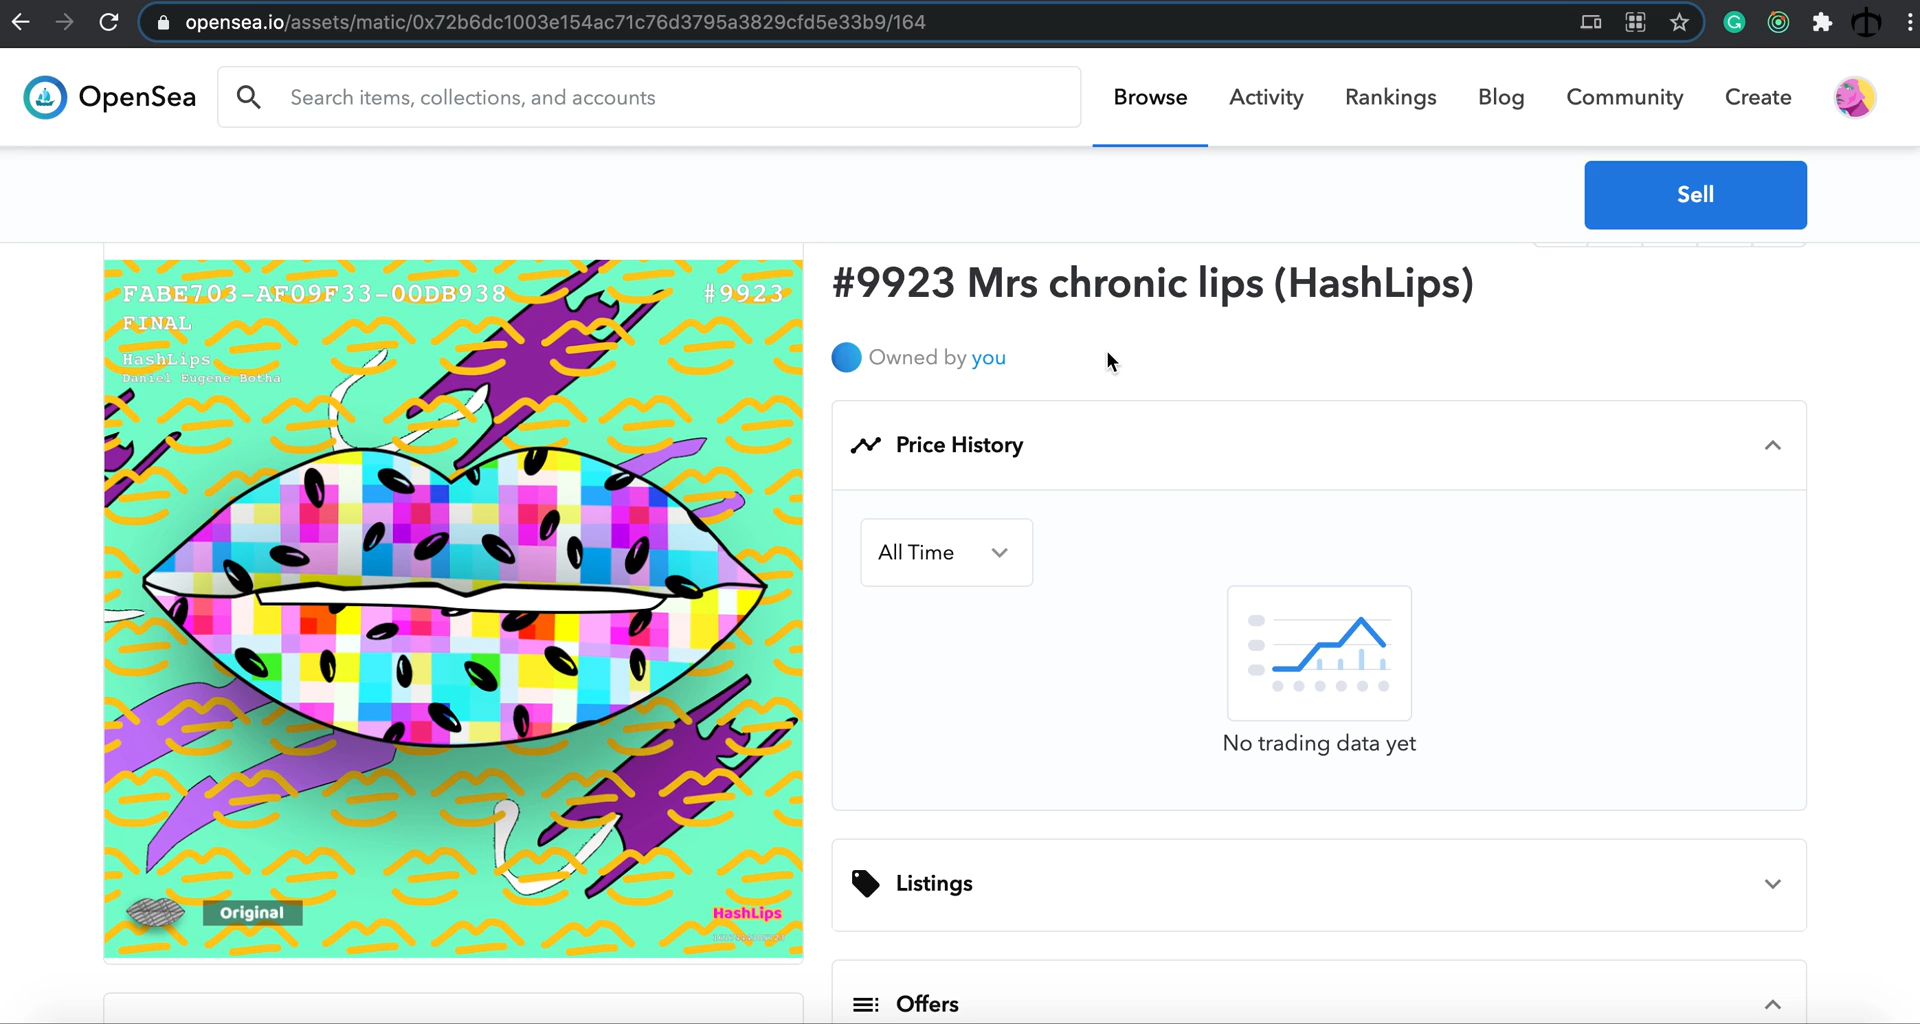 opensea.io/assets/matic/0x72b6dc1003e154ac71c76d3795a3829cfd5e33b9/164
OpenSea
Search items, collections, and accounts
Browse
Activity
Rankings
Blog
Community
Create
Sell
FABE703-AF09F33-00DB938
#9923
FINAL
HashLips
Daniel Eugene Botha
Original
HashLips
#9923 Mrs chronic lips (HashLips)
Owned by you
Price History
All Time
No trading data yet
Listings
Offers